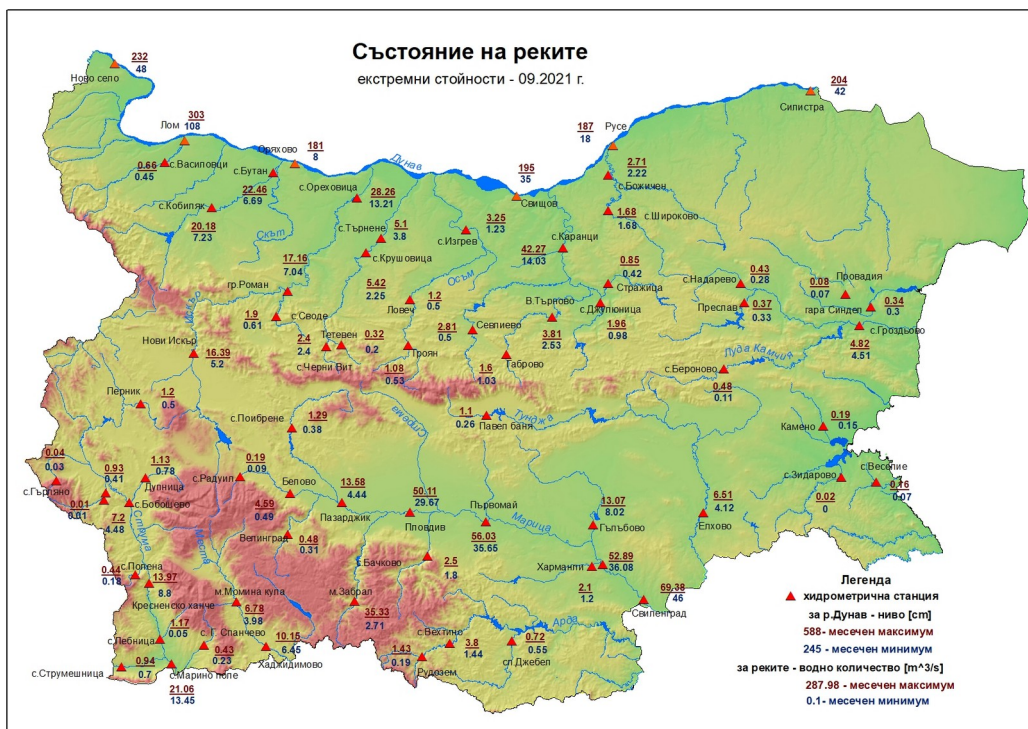 Състояние на реките
екстремни стойности - 09.2021 г.
232
48
Ново село
204
42
Силистра
303
108
Лом
187
18
Русе
181
8
Оряхово
Дунав
195
35
Свищов
0.66
0.45
с.Василовци
с.Бутан
22.46
6.69
с.Ореховица
28.26
13.21
2.71
2.22
с.Божичен
с.Кобиляк
20.18
7.23
Скът
с.Търнене
5.1
3.8
3.25
1.23
с.Изгрев
1.68
1.68
с.Широково
с.Каранци
42.27
14.03
с.Крушовица
17.16
7.04
гр.Роман
5.42
2.25
Осъм
1.2
0.5
Ловеч
0.85
0.42
Стражица
с.Надарево
0.43
0.28
0.08
0.07
Провадия
Искър
1.9
0.61
с.Своде
2.81
0.5
Севлиево
В.Търново
3.81
2.53
с.Джулюница
1.96
0.98
Преслав
0.37
0.33
гара Синдел
0.34
0.3
с.Гроздьово
4.82
4.51
Нови Искър
16.39
5.2
Тетевен
2.4
2.4
0.32
0.2
с.Черни Вит
Троян
1.08
0.53
1.6
1.03
Габрово
Луда Камчия
с.Бероново
0.48
0.11
Перник
1.2
0.5
с.Поибрене
1.29
0.38
стряма
1.1
0.26
Павел баня
Тунджа
Камено
0.19
0.15
0.04
0.03
с.Гърляно
0.93
0.41
1.13
0.78
Дупница
с.Радуил
0.19
0.09
Белово
4.59
0.49
13.58
4.44
Пазарджик
50.11
29.67
Пловдив
Първомай
56.03
35.65
Марица
13.07
8.02
Гълъбово
6.51
4.12
Елхово
с.Зидарово
0.02
0
с.Веселие
0.16
0.07
0.01
0.01
с.Бобошево
7.2
4.48
Струма
Места
Велинград
0.48
0.31
с.Бачково
2.5
1.8
Харманли
2.1
1.2
52.89
36.08
69.38
46
Свиленград
с.Полена
0.44
0.18
13.97
8.8
Кресненско ханче
м.Момина кула
6.78
3.98
м.Забрал
35.33
2.71
Арда
с.Лебница
1.17
0.05
с.Г. Спанчево
0.43
0.23
10.15
6.45
Хаджидимово
с.Вехтино
3.8
1.44
1.43
0.19
Рудозем
0.72
0.55
сл.Джебел
0.94
0.7
с.Струмешница
с.Марино поле
21.06
13.45
Легенда
хидрометрична станция
за р.Дунав - ниво [cm]
588- месечен максимум
245 - месечен минимум
за реките - водно количество [m^3/s]
287.98 - месечен максимум
0.1- месечен минимум